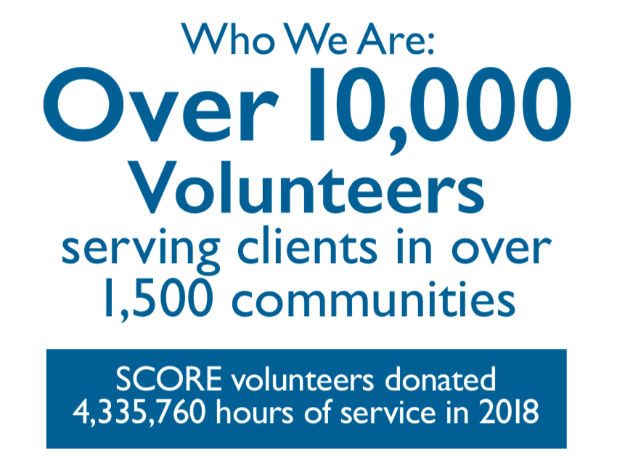 Who We Are:
Over 10,000
Volunteers
serving clients in over
1,500 communities
SCORE volunteers donated
4,335,760 hours of service in 2018